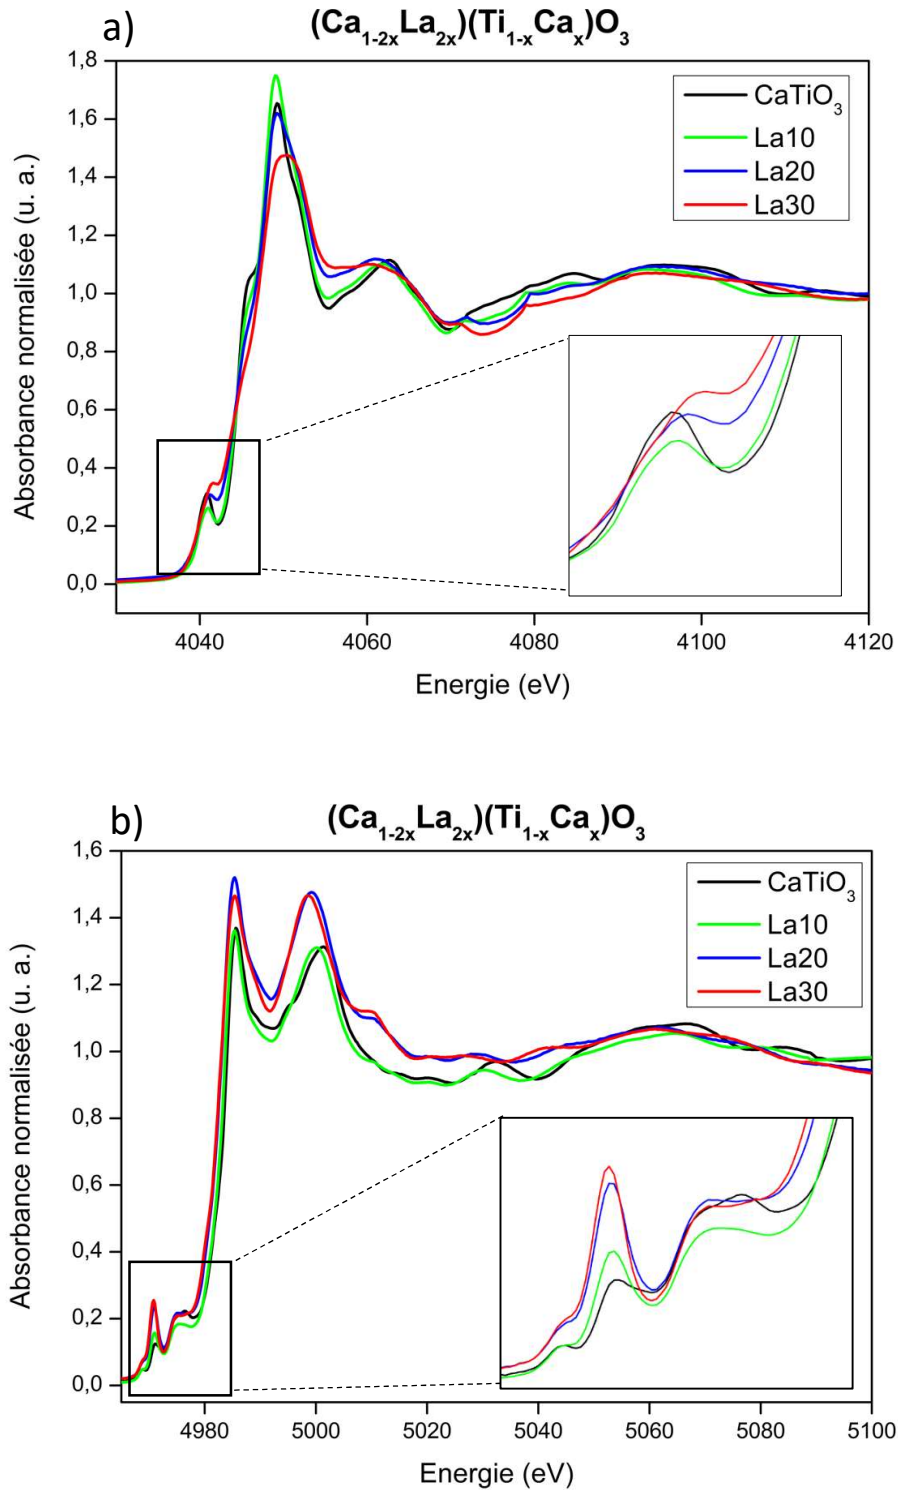 a)
(Ca₁₋₂ₓLa₂ₓ)(Ti₁₋ₓCaₓ)O₃
1,8
1,6
1,4
1,2
1,0
0,8
0,6
0,4
0,2
0,0
Absorbance normalisée (u. a.)
CaTiO₃
La10
La20
La30
4040
4060
4080
4100
4120
Energie (eV)
b)
(Ca₁₋₂ₓLa₂ₓ)(Ti₁₋ₓCaₓ)O₃
1,6
1,4
1,2
1,0
0,8
0,6
0,4
0,2
0,0
Absorbance normalisée (u. a.)
CaTiO₃
La10
La20
La30
4980
5000
5020
5040
5060
5080
5100
Energie (eV)